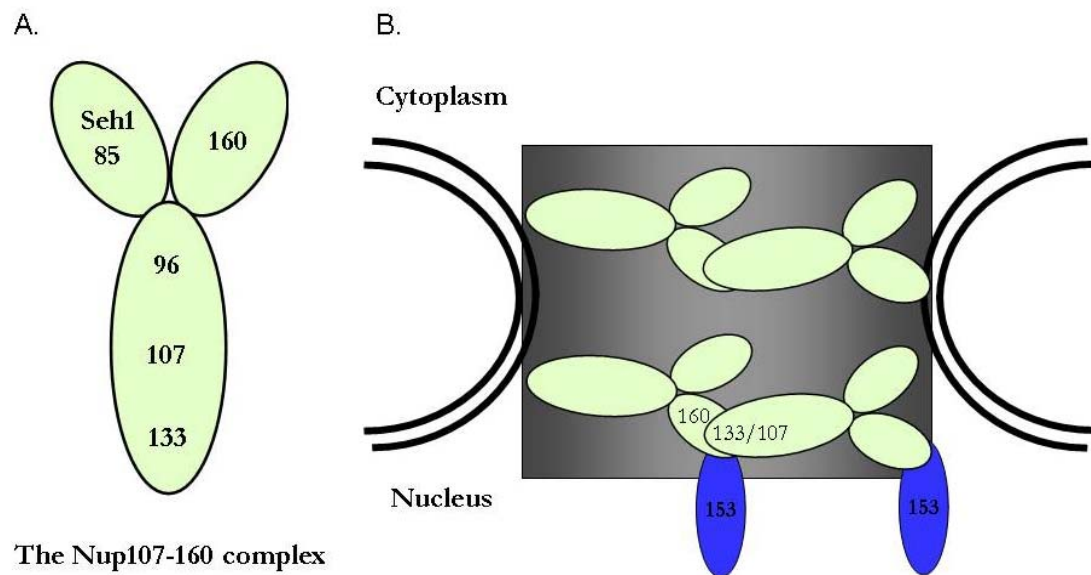 A.
Seh1
85
160
96
107
133
The Nup107-160 complex
B.
Cytoplasm
160
133/107
Nucleus
153
153